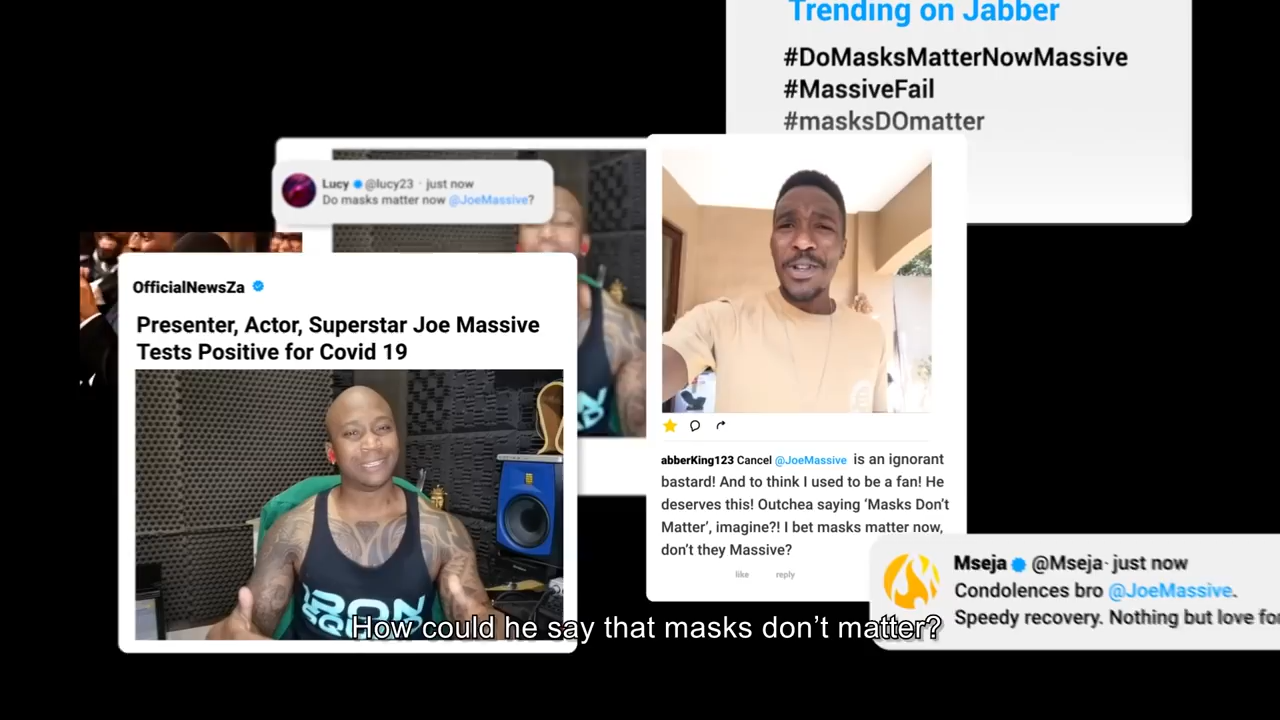 Trending on Jabber
#DoMasksMatterNowMassive
#MassiveFail
#masksDOmatter
Lucy @lucy23 · just now
Do masks matter now @JoeMassive?
OfficialNewsZa
Presenter, Actor, Superstar Joe Massive
Tests Positive for Covid 19
abberKing123 Cancel @JoeMassive is an ignorant
bastard! And to think I used to be a fan! He
deserves this! Outchea saying ‘Masks Don’t
Matter’, imagine?! I bet masks matter now,
don’t they Massive?
like reply
Mseja @Mseja· just now
Condolences bro @JoeMassive.
Speedy recovery. Nothing but love for
How could he say that masks don’t matter?